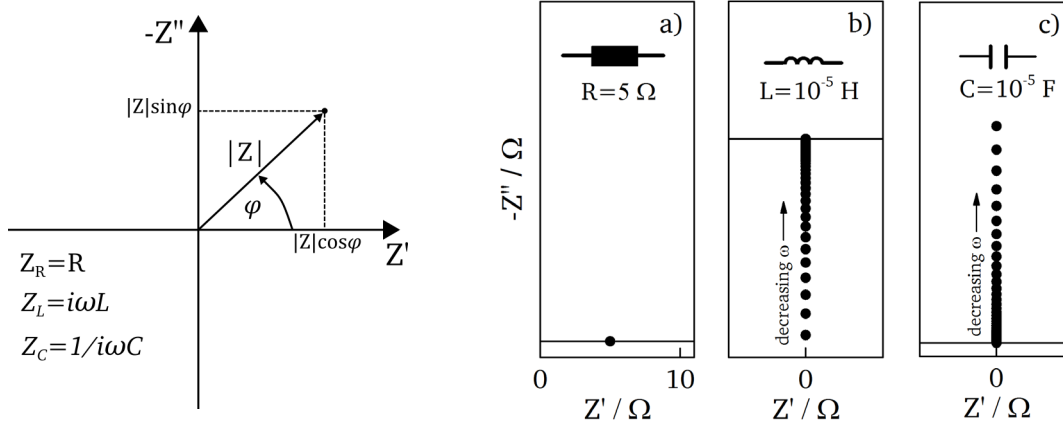 -Z"
|Z|sinφ
|Z|
φ
|Z|cosφ
Z'
Z_R=R
Z_L=iωL
Z_C=1/iωC
a)
R=5 Ω
-Z" / Ω
0
10
Z' / Ω
b)
L=10⁻⁵ H
decreasing ω
0
Z' / Ω
c)
C=10⁻⁵ F
decreasing ω
0
Z' / Ω